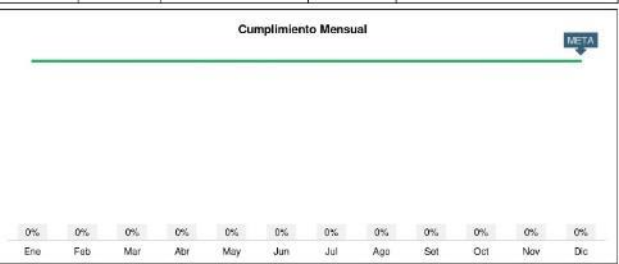 Cumplimiento Mensual
META
0% 0% 0% 0% 0% 0% 0% 0% 0% 0% 0% 0%
Ene Feb Mar Abr May Jun Jul Ago Set Oct Nov Dic